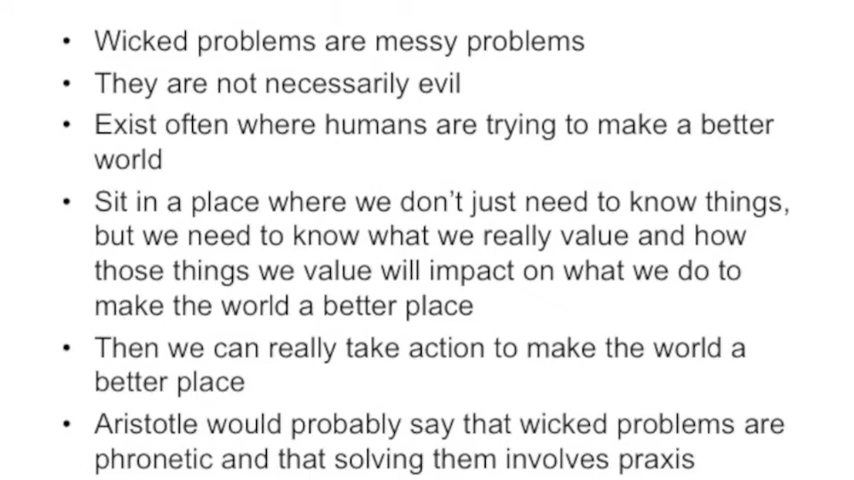 • Wicked problems are messy problems
• They are not necessarily evil
• Exist often where humans are trying to make a better
world
• Sit in a place where we don't just need to know things,
but we need to know what we really value and how
those things we value will impact on what we do to
make the world a better place
• Then we can really take action to make the world a
better place
• Aristotle would probably say that wicked problems are
phronetic and that solving them involves praxis